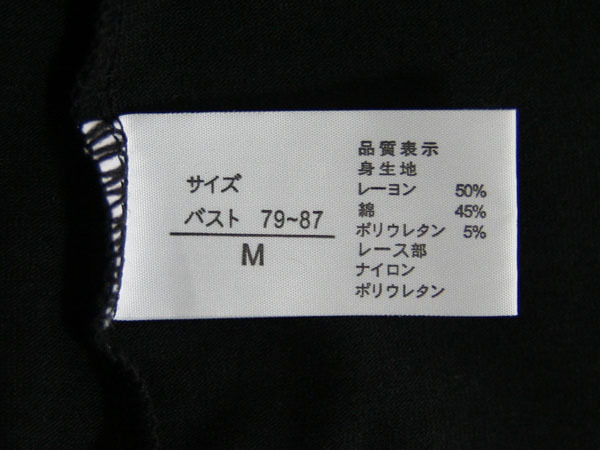 サイズ
バスト 79~87
M
品質表示
身生地
レーヨン 50%
綿 45%
ポリウレタン 5%
レース部
ナイロン
ポリウレタン